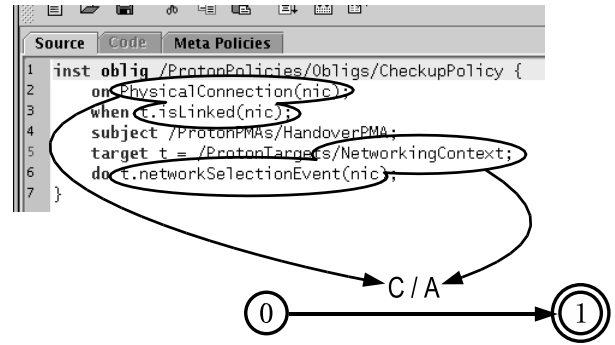 Source Code Meta Policies
1 inst oblig /ProtonPolicies/Obligs/CheckupPolicy {
2 on PhysicalConnection(nic);
3 when t.isLinked(nic);
4 subject /ProtonPMAs/HandoverPMA;
5 target t = /ProtonTargets/NetworkingContext;
6 do t.networkSelectionEvent(nic);
7 }
C / A
0 1